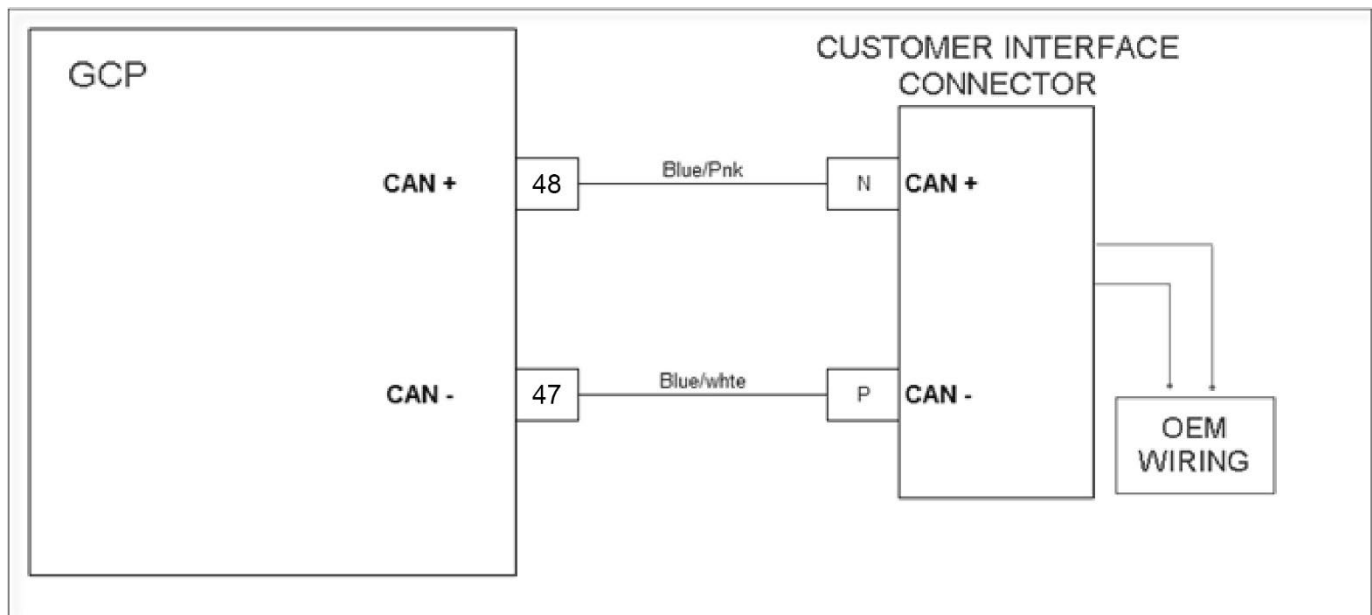 GCP
CUSTOMER INTERFACE
CONNECTOR
CAN +
48
Blue/Pnk
N
CAN +
CAN -
47
Blue/whte
P
CAN -
OEM
WIRING